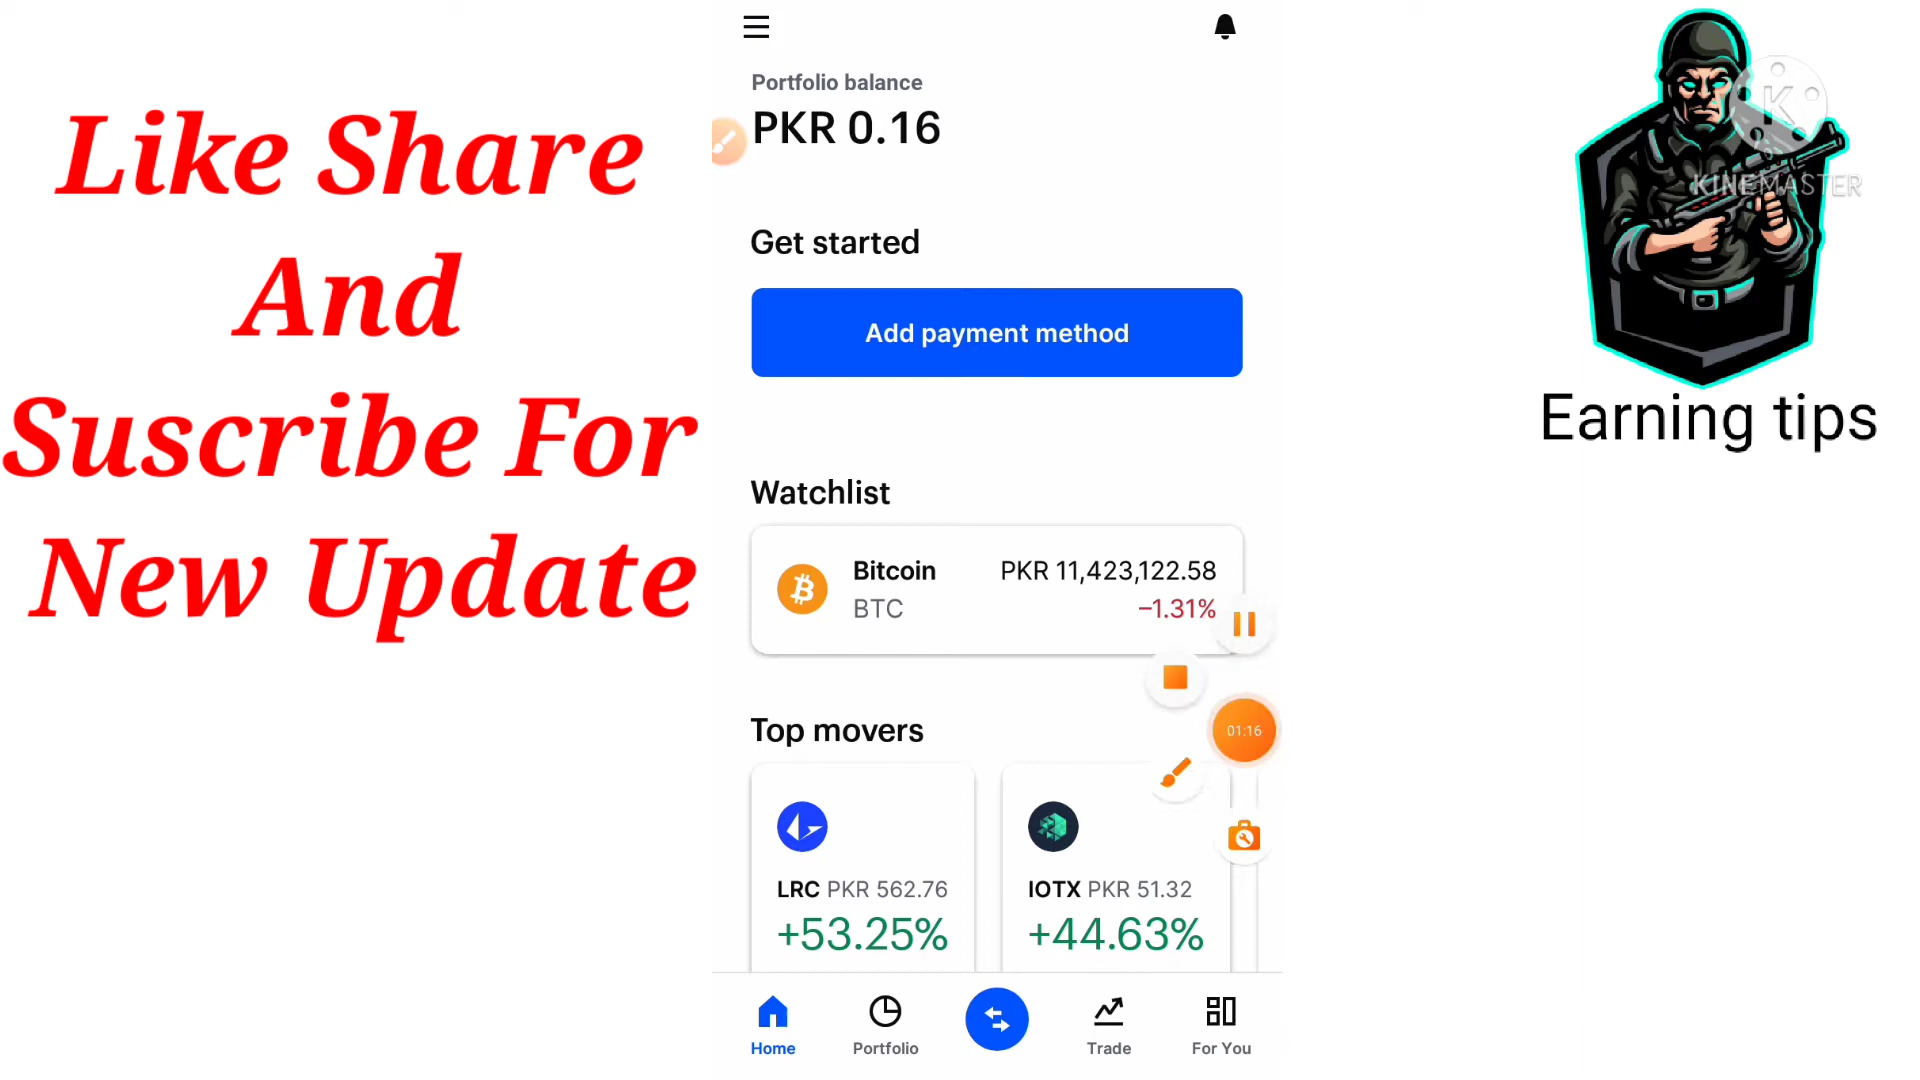 Like Share
And
Suscribe For
New Update
Portfolio balance
PKR 0.16
Get started
Add payment method
Watchlist
Bitcoin PKR 11,423,122.58
BTC –1.31%
Top movers
01:16
LRC PKR 562.76
+53.25%
IOTX PKR 51.32
+44.63%
Home Portfolio Trade For You
K
KINEMASTER
Earning tips